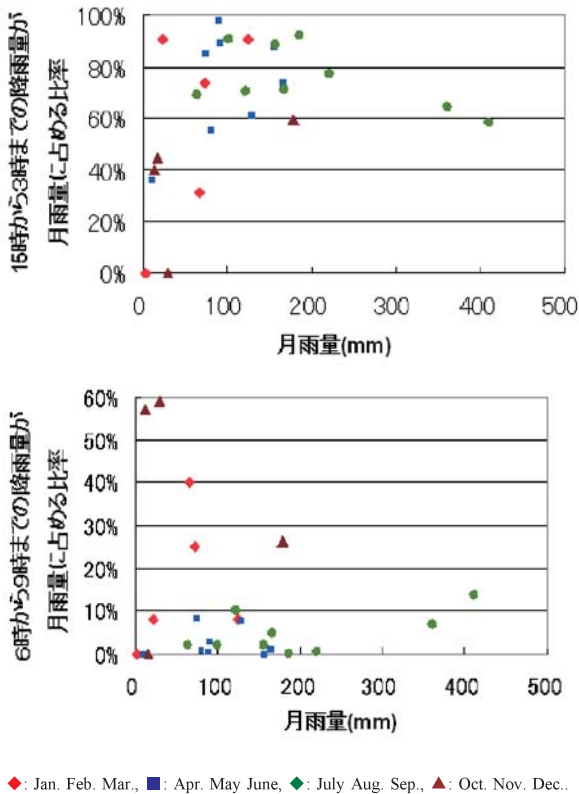 15時から3時までの降雨量が
月雨量に占める比率
100%
80%
60%
40%
20%
0%
0 100 200 300 400 500
月雨量(mm)
6時から9時までの降雨量が
月雨量に占める比率
60%
50%
40%
30%
20%
10%
0%
0 100 200 300 400 500
月雨量(mm)
: Jan. Feb. Mar., : Apr. May June, : July Aug. Sep., : Oct. Nov. Dec..